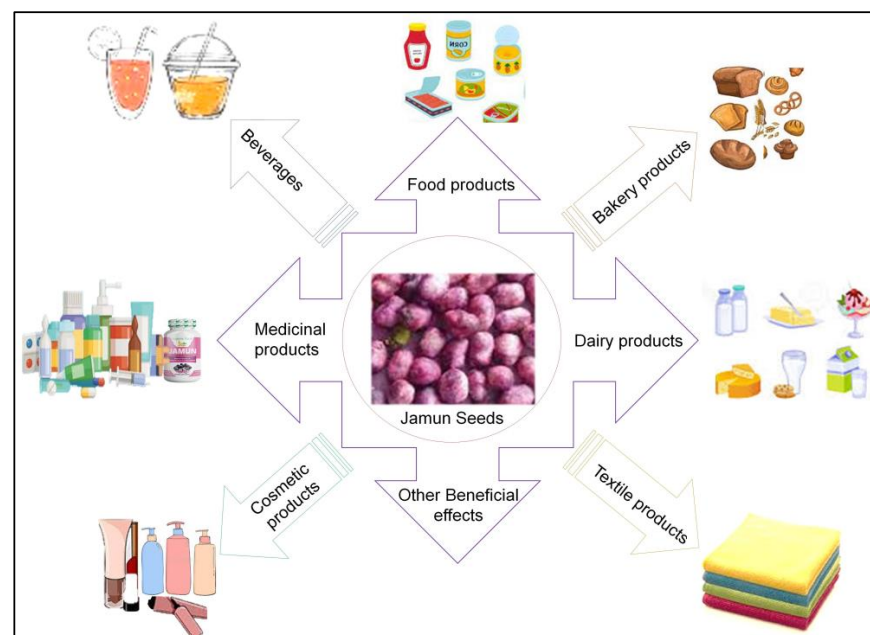 CORN
Beverages
Food products
Bakery products
Medicinal
products
JAMUN
Dairy products
Jamun Seeds
Cosmetic
products
Other Beneficial
effects
Textile products